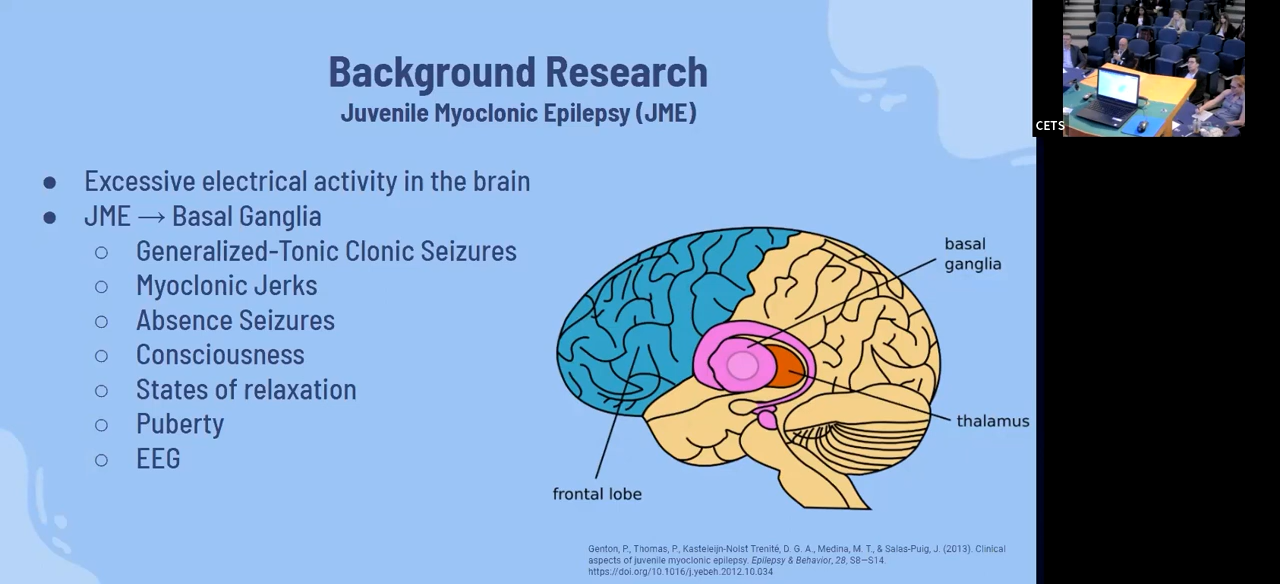 Background Research
Juvenile Myoclonic Epilepsy (JME)
● Excessive electrical activity in the brain
● JME → Basal Ganglia
○ Generalized-Tonic Clonic Seizures
○ Myoclonic Jerks
○ Absence Seizures
○ Consciousness
○ States of relaxation
○ Puberty
○ EEG
basal
ganglia
thalamus
frontal lobe
Genton, P., Thomas, P., Kasteleijn-Nolst Trenité, D. G. A., Medina, M. T., & Salas-Puig, J. (2013). Clinical
aspects of juvenile myoclonic epilepsy. Epilepsy & Behavior, 28, S8–S14.
https://doi.org/10.1016/j.yebeh.2012.10.034
CETS